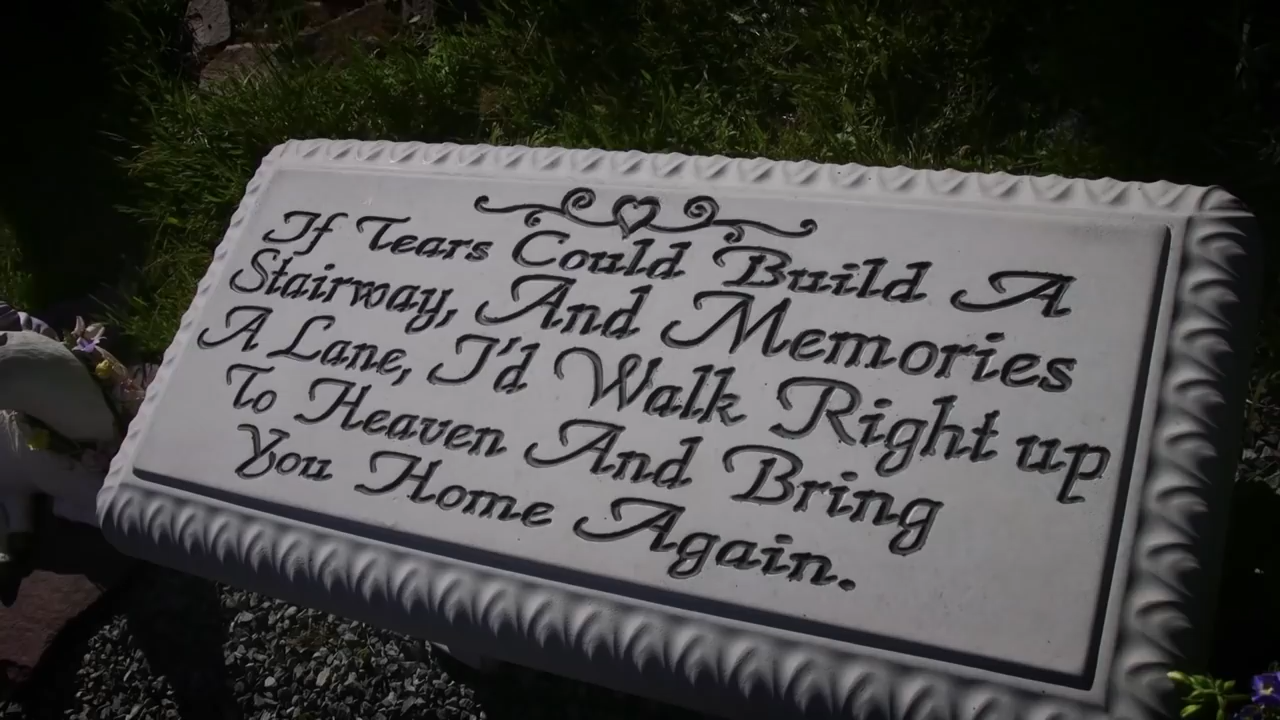 If Tears Could Build A
Stairway, And Memories
A Lane, I'd Walk Right up
To Heaven And Bring
You Home Again.